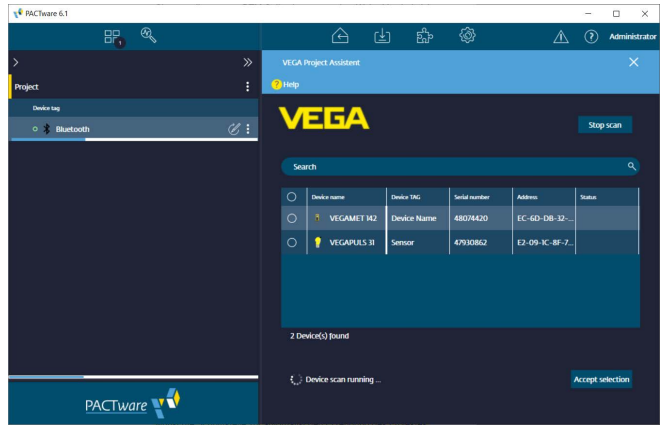 PACTware 6.1
1
Administrator
Project
Device tag
Bluetooth
PACTware
VEGA Project Assistent
? Help
VEGA
Stop scan
Search
Device name Device TAG Serial number Address Status
VEGAMET 142 Device Name 48074420 EC-6D-DB-32-...
VEGAPULS 31 Sensor 47930862 E2-09-1C-8F-7...
2 Device(s) found
Device scan running ...
Accept selection